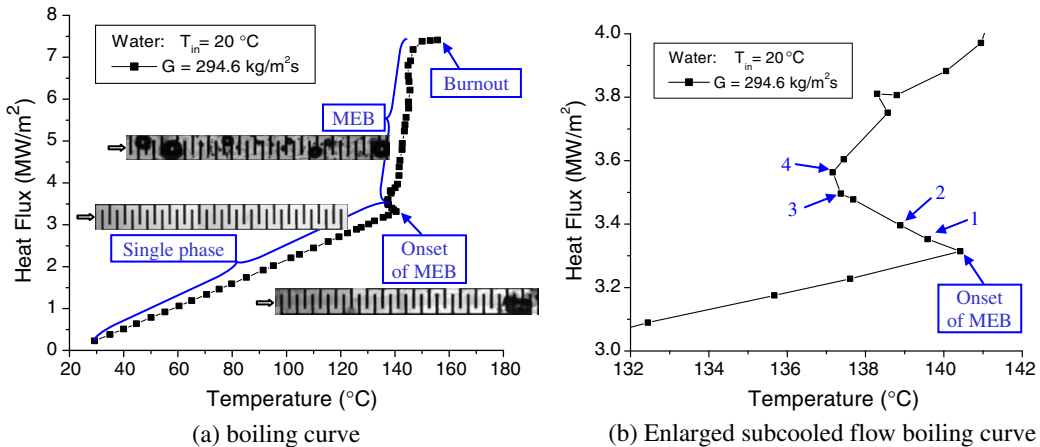 Water: T_in = 20 °C
G = 294.6 kg/m²s
Burnout
MEB
Single phase
Onset
of MEB
Heat Flux (MW/m²)
8
7
6
5
4
3
2
1
0
20 40 60 80 100 120 140 160 180
Temperature (°C)
(a) boiling curve
Water: T_in = 20°C
G = 294.6 kg/m²s
4
3
2
1
Onset
of MEB
Heat Flux (MW/m²)
4.0
3.8
3.6
3.4
3.2
3.0
132 134 136 138 140 142
Temperature (°C)
(b) Enlarged subcooled flow boiling curve